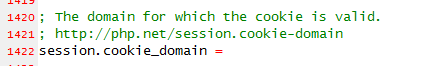 1420 ; The domain for which the cookie is valid.
1421 ; http://php.net/session.cookie-domain
1422 session.cookie_domain =